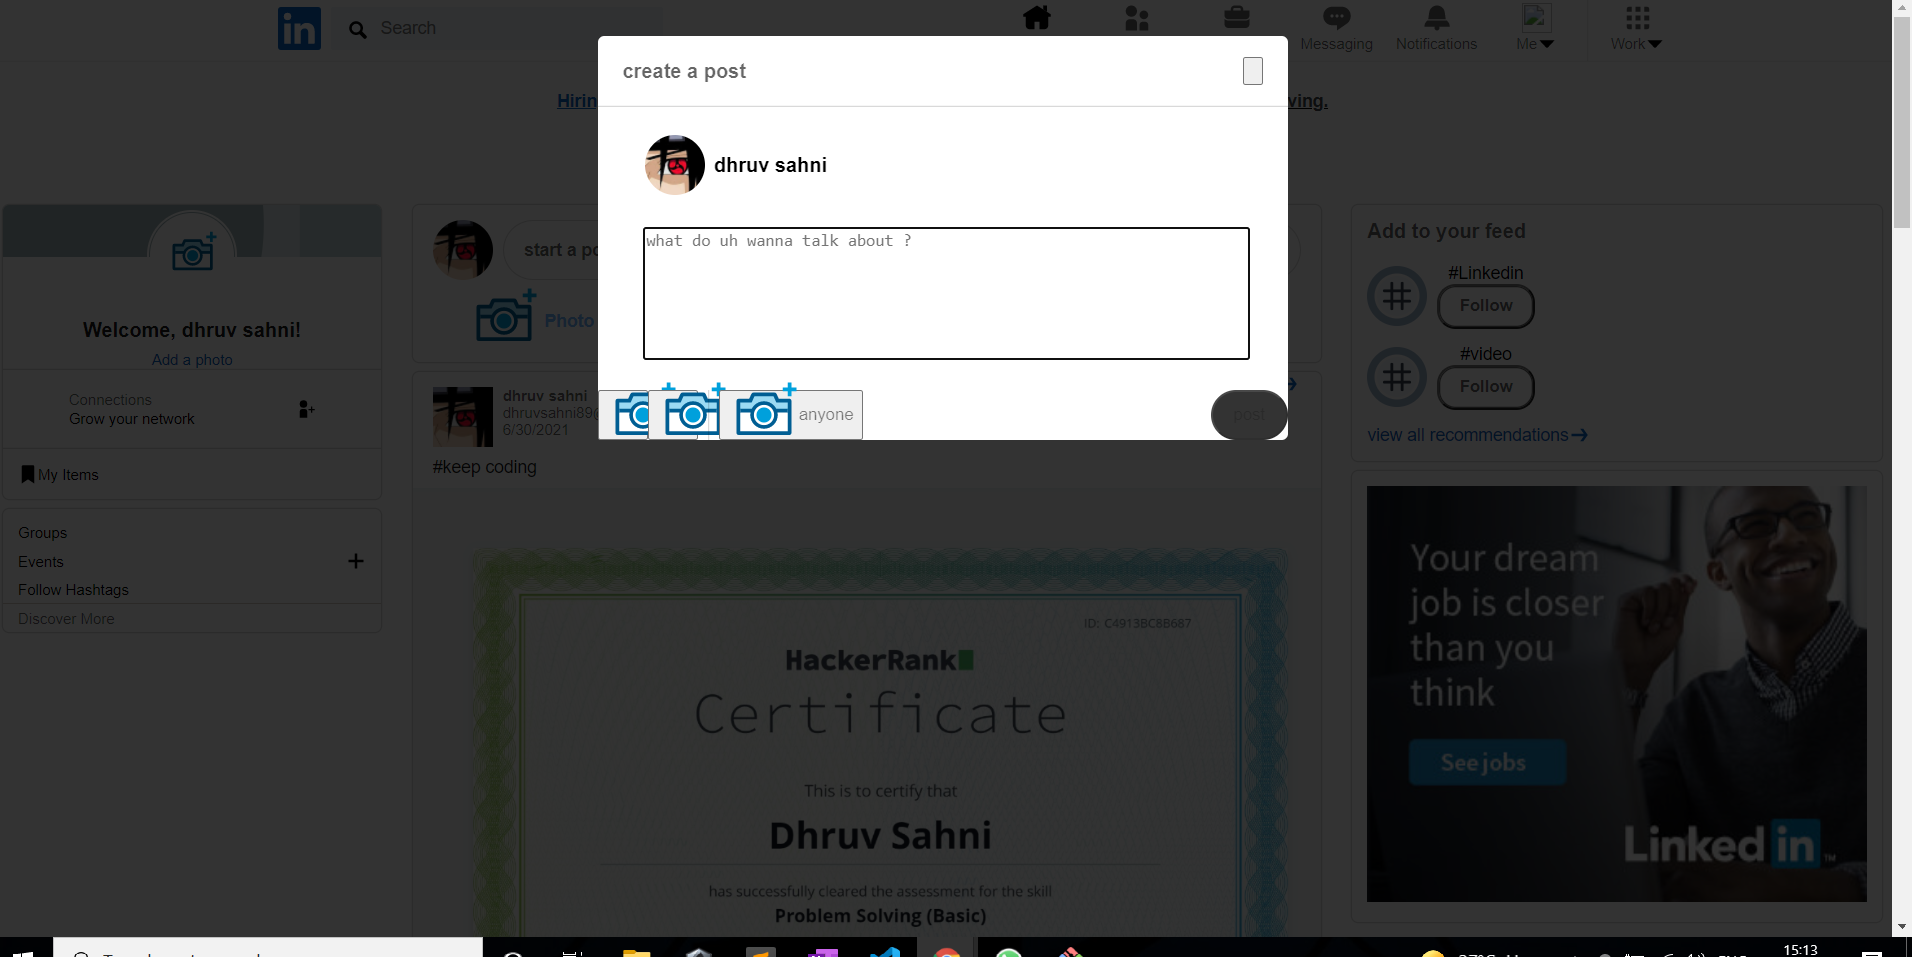 in
Search
Messaging
Notifications
Me
Work
create a post
Hirin
ving.
dhruv sahni
what do uh wanna talk about ?
anyone
post
Welcome, dhruv sahni!
Add a photo
Connections
Grow your network
My Items
Groups
Events
Follow Hashtags
Discover More
start a po
Photo
dhruv sahni
dhruvsahni89@
6/30/2021
#keep coding
ID: C4913BC8B687
HackerRank
Certificate
This is to certify that
Dhruv Sahni
has successfully cleared the assessment for the skill
Problem Solving (Basic)
Add to your feed
#Linkedin
Follow
#video
Follow
view all recommendations
Your dream
job is closer
than you
think
See jobs
Linked in TM
15:13